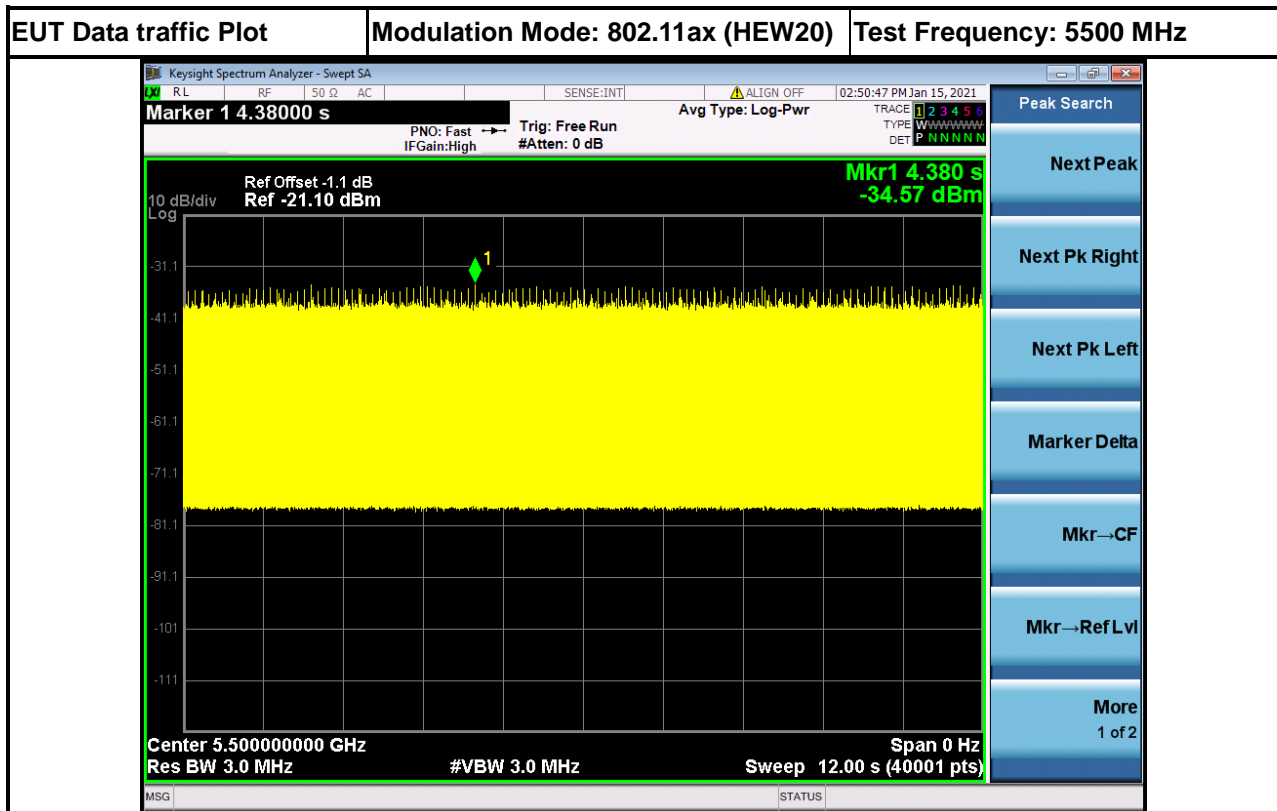 EUT Data traffic Plot Modulation Mode: 802.11ax (HEW20) Test Frequency: 5500 MHz
Keysight Spectrum Analyzer - Swept SA
LXI RL RF 50 Ω AC SENSE:INT ALIGN OFF 02:50:47 PM Jan 15, 2021
Marker 1 4.38000 s
PNO: Fast
IFGain:High
Trig: Free Run
#Atten: 0 dB
Avg Type: Log-Pwr
TRACE 1 2 3 4 5 6
TYPE WWWWWW
DET P N N N N N
Mkr1 4.380 s
-34.57 dBm
Ref Offset -1.1 dB
10 dB/div Ref -21.10 dBm
Log
1
-31.1
-41.1
-51.1
-61.1
-71.1
-81.1
-91.1
-101
-111
Center 5.500000000 GHz Span 0 Hz
Res BW 3.0 MHz #VBW 3.0 MHz Sweep 12.00 s (40001 pts)
MSG STATUS
Peak Search
Next Peak
Next Pk Right
Next Pk Left
Marker Delta
Mkr→CF
Mkr→Ref Lvl
More
1 of 2